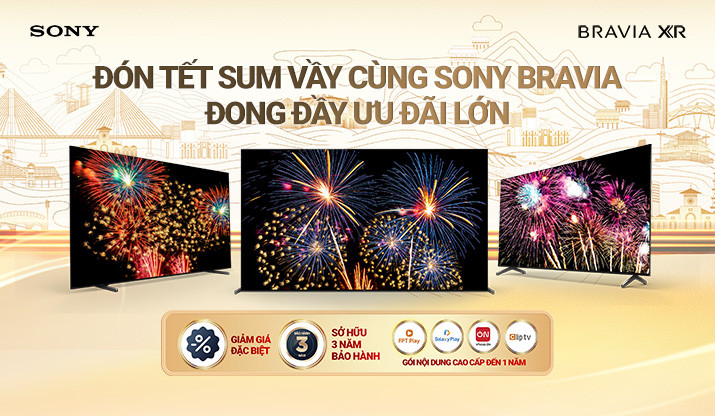 SONY
BRAVIA XR
ĐÓN TẾT SUM VẦY CÙNG SONY BRAVIA
ĐONG ĐẦY ƯU ĐÃI LỚN
%
GIẢM GIÁ
ĐẶC BIỆT
3
NĂM
SỞ HỮU
3 NĂM
BẢO HÀNH
FPT Play
Galaxy Play
ON
Clip tv
GÓI NỘI DUNG CAO CẤP ĐẾN 1 NĂM